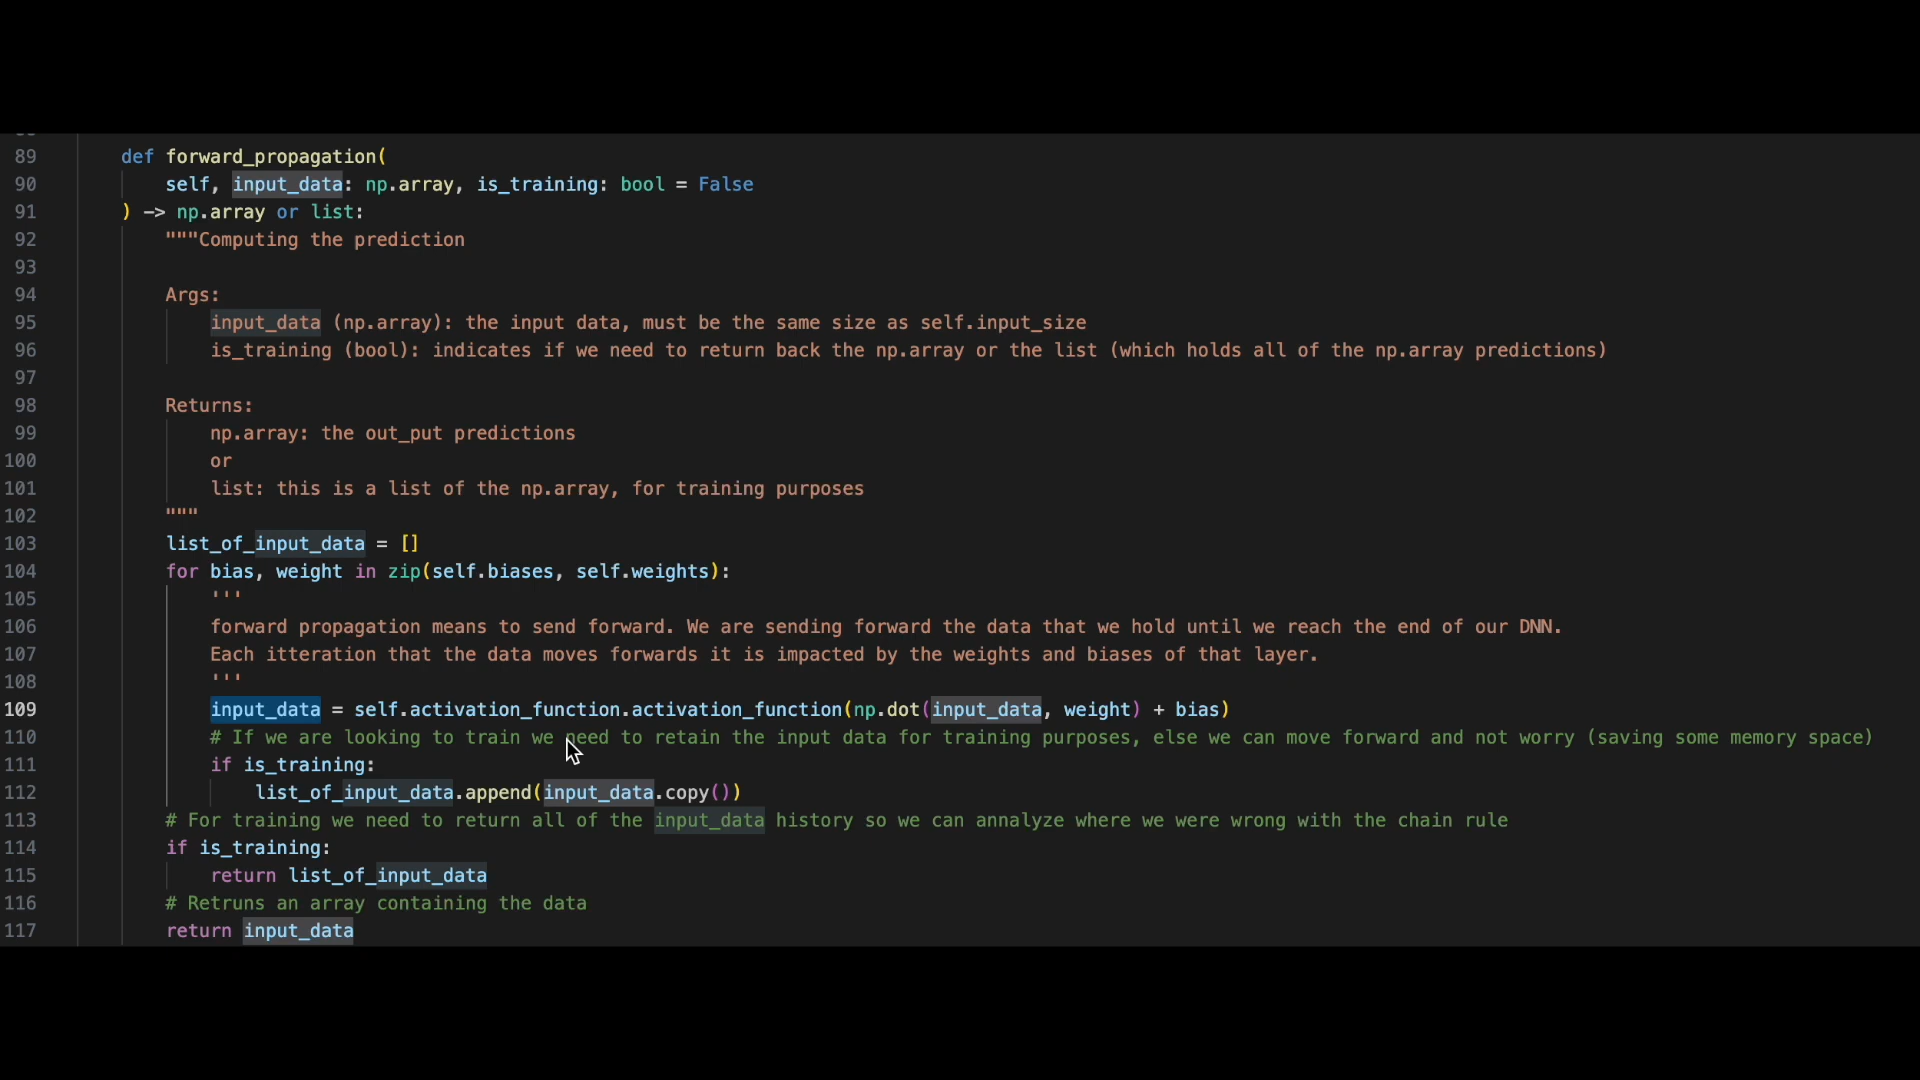 89 def forward_propagation(
90 self, input_data: np.array, is_training: bool = False
91 ) -> np.array or list:
92 """Computing the prediction
93
94 Args:
95 input_data (np.array): the input data, must be the same size as self.input_size
96 is_training (bool): indicates if we need to return back the np.array or the list (which holds all of the np.array predictions)
97
98 Returns:
99 np.array: the out_put predictions
100 or
101 list: this is a list of the np.array, for training purposes
102 """
103 list_of_input_data = []
104 for bias, weight in zip(self.biases, self.weights):
105 '''
106 forward propagation means to send forward. We are sending forward the data that we hold until we reach the end of our DNN.
107 Each itteration that the data moves forwards it is impacted by the weights and biases of that layer.
108 '''
109 input_data = self.activation_function.activation_function(np.dot(input_data, weight) + bias)
110 # If we are looking to train we need to retain the input data for training purposes, else we can move forward and not worry (saving some memory space)
111 if is_training:
112 list_of_input_data.append(input_data.copy())
113 # For training we need to return all of the input_data history so we can annalyze where we were wrong with the chain rule
114 if is_training:
115 return list_of_input_data
116 # Retruns an array containing the data
117 return input_data